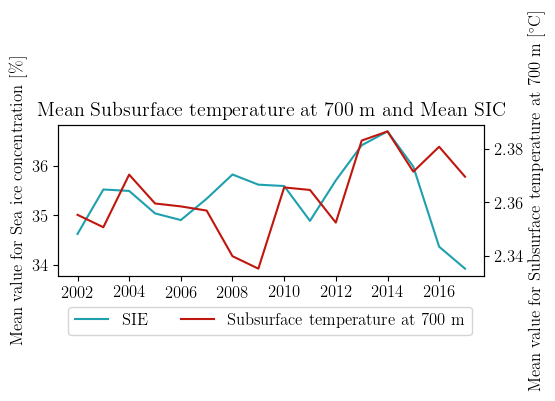 Mean Subsurface temperature at 700 m and Mean SIC
Mean value for Sea ice concentration [%]
36
35
34
2.38
2.36
2.34
Mean value for Subsurface temperature at 700 m [°C]
2002 2004 2006 2008 2010 2012 2014 2016
SIE Subsurface temperature at 700 m